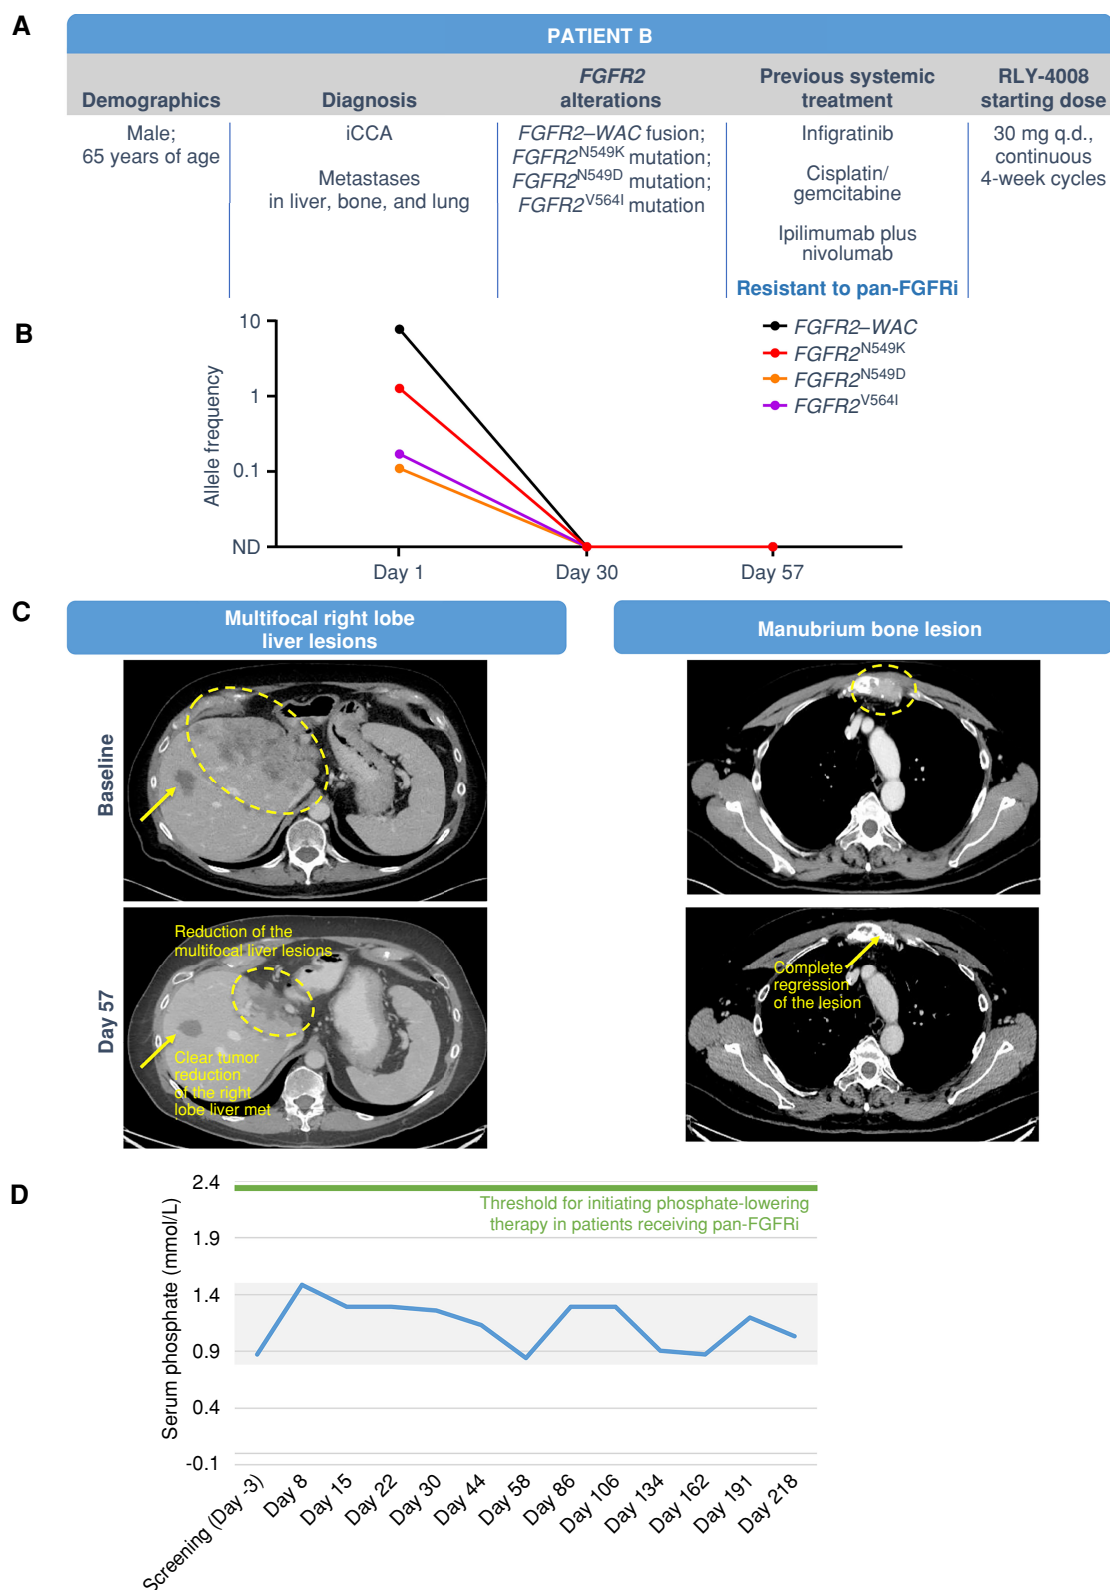 A
PATIENT B
Demographics
Diagnosis
FGFR2
alterations
Previous systemic
treatment
RLY-4008
starting dose
Male;
65 years of age
iCCA
Metastases
in liver, bone, and lung
FGFR2–WAC fusion;
FGFR2N549K mutation;
FGFR2N549D mutation;
FGFR2V564I mutation
Infigratinib
Cisplatin/
gemcitabine
Ipilimumab plus
nivolumab
Resistant to pan-FGFRi
30 mg q.d.,
continuous
4-week cycles
B
Allele frequency
10
1
0.1
ND
Day 1
Day 30
Day 57
FGFR2–WAC
FGFR2N549K
FGFR2N549D
FGFR2V564I
C
Multifocal right lobe
liver lesions
Manubrium bone lesion
Baseline
Day 57
Reduction of the
multifocal liver lesions
Clear tumor
reduction
of the right
lobe liver met
Complete
regression
of the lesion
D
Serum phosphate (mmol/L)
2.4
1.9
1.4
0.9
0.4
-0.1
Threshold for initiating phosphate-lowering
therapy in patients receiving pan-FGFRi
Screening (Day -3)
Day 8
Day 15
Day 22
Day 30
Day 44
Day 58
Day 86
Day 106
Day 134
Day 162
Day 191
Day 218